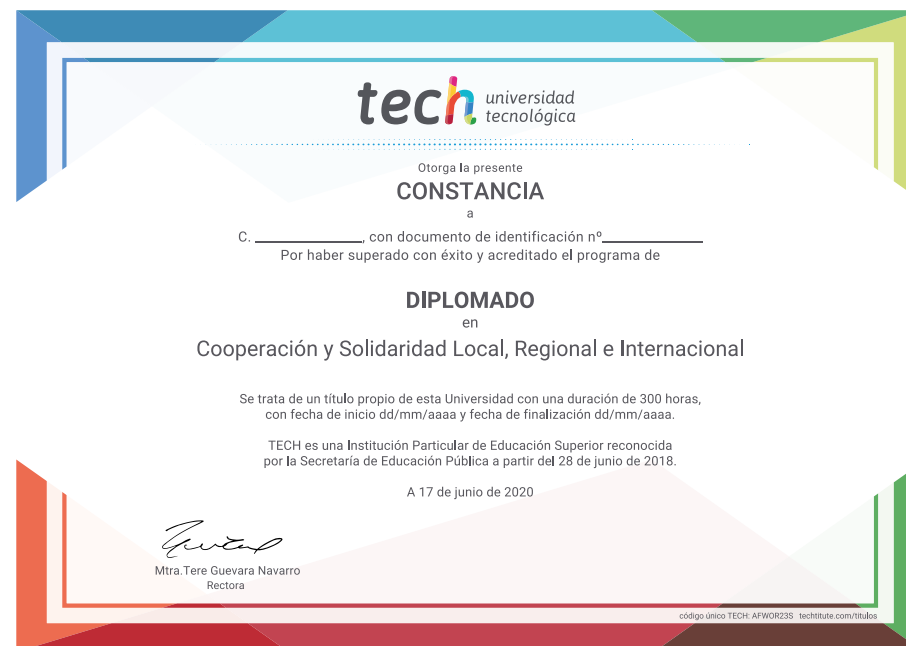 tech universidad
tecnológica
Otorga la presente
CONSTANCIA
a
C. ____________, con documento de identificación nº____________
Por haber superado con éxito y acreditado el programa de
DIPLOMADO
en
Cooperación y Solidaridad Local, Regional e Internacional
Se trata de un título propio de esta Universidad con una duración de 300 horas,
con fecha de inicio dd/mm/aaaa y fecha de finalización dd/mm/aaaa.
TECH es una Institución Particular de Educación Superior reconocida
por la Secretaría de Educación Pública a partir del 28 de junio de 2018.
A 17 de junio de 2020
Mtra.Tere Guevara Navarro
Rectora
código único TECH: AFWOR23S techtitute.com/titulos